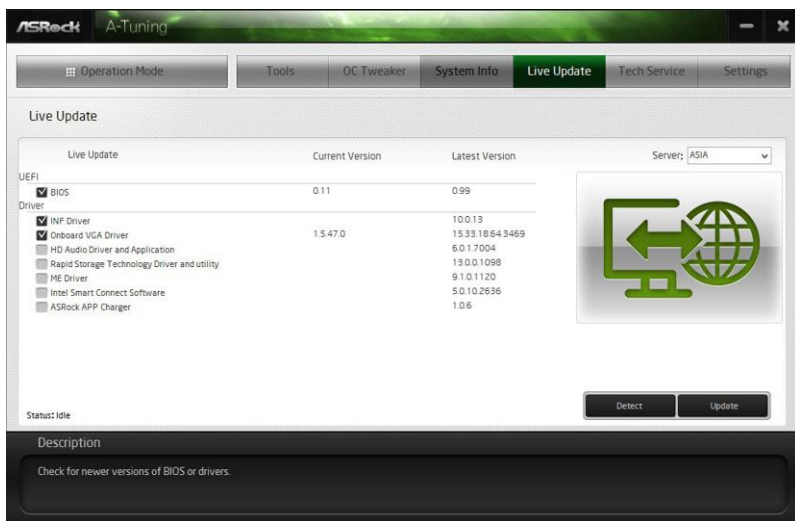 ASRock A-Tuning
Operation Mode Tools OC Tweaker System Info Live Update Tech Service Settings
Live Update
Live Update Current Version Latest Version Server: ASIA
UEFI
BIOS 0.11 0.99
Driver
INF Driver 10.0.13
Onboard VGA Driver 1.5.47.0 15.33.18.64.3469
HD Audio Driver and Application 6.0.1.7004
Rapid Storage Technology Driver and utility 13.0.0.1098
ME Driver 9.1.0.1120
Intel Smart Connect Software 5.0.10.2636
ASRock APP Charger 1.0.6
Detect Update
Status: Idle
Description
Check for newer versions of BIOS or drivers.